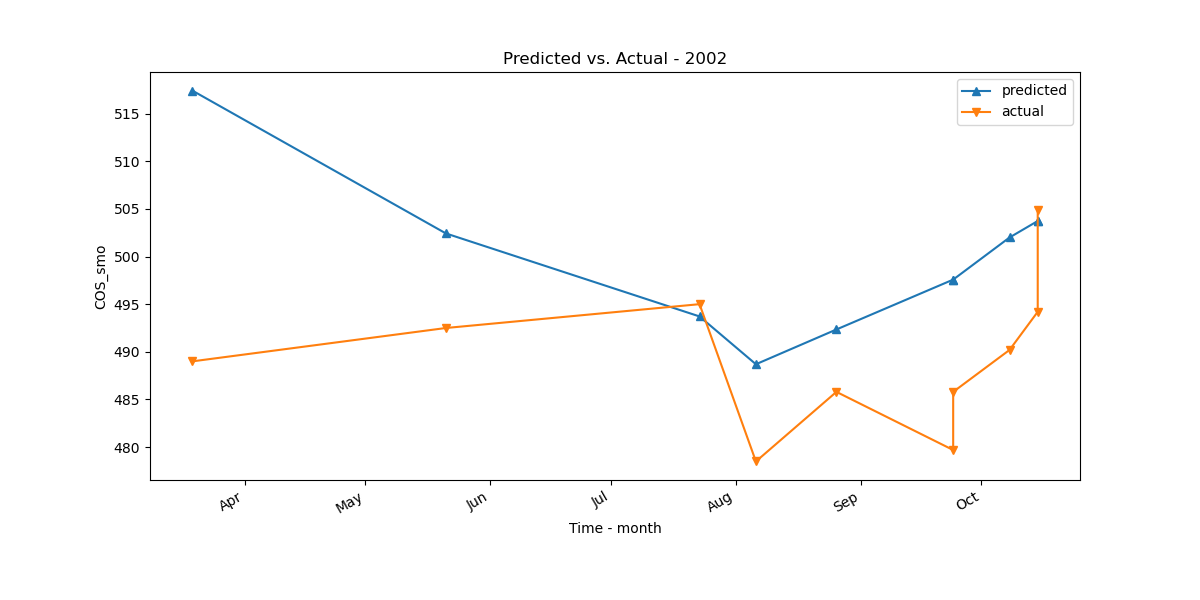 Predicted vs. Actual - 2002
predicted
actual
COS_smo
515
510
505
500
495
490
485
480
Apr
May
Jun
Jul
Aug
Sep
Oct
Time - month